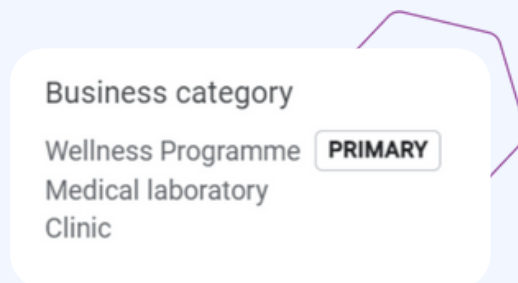 Business category
Wellness Programme PRIMARY
Medical laboratory
Clinic